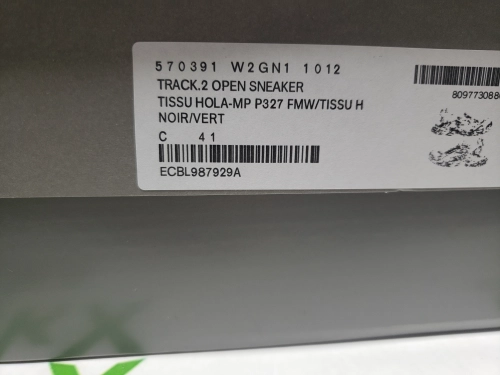 570391 W2GN1 1012
TRACK.2 OPEN SNEAKER
TISSU HOLA-MP P327 FMW/TISSU H
NOIR/VERT
C 41
ECBL987929A